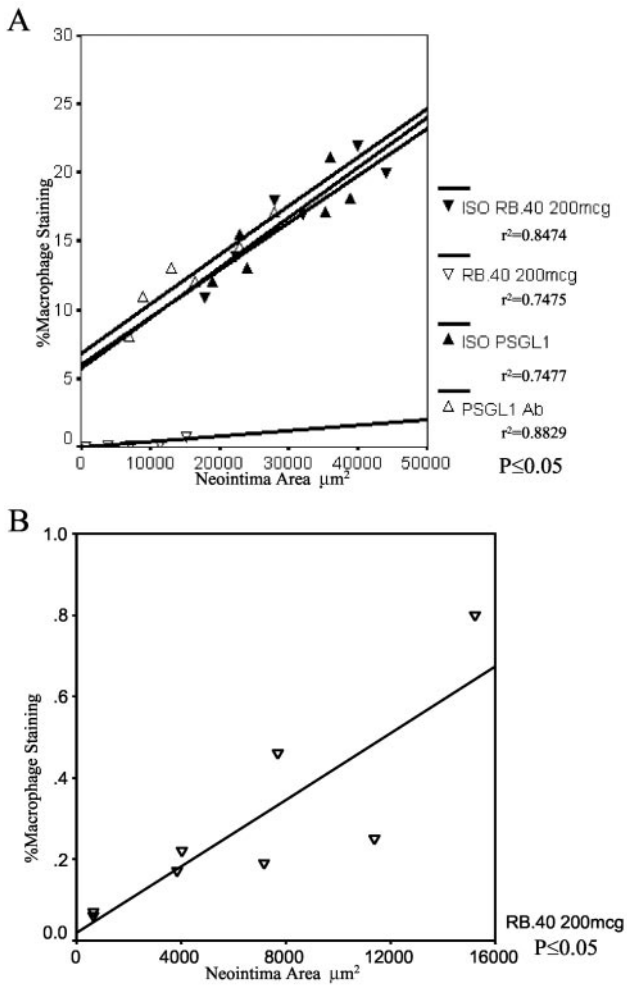 A
30
25
20
15
10
5
0
%Macrophage Staining
0 10000 20000 30000 40000 50000
Neointima Area μm²
ISO RB.40 200mcg
r²=0.8474
RB.40 200mcg
r²=0.7475
ISO PSGL1
r²=0.7477
PSGL1 Ab
r²=0.8829
P≤0.05
B
1.0
.8
.6
.4
.2
0.0
%Macrophage Staining
0 4000 8000 12000 16000
Neointima Area μm²
RB.40 200mcg
P≤0.05